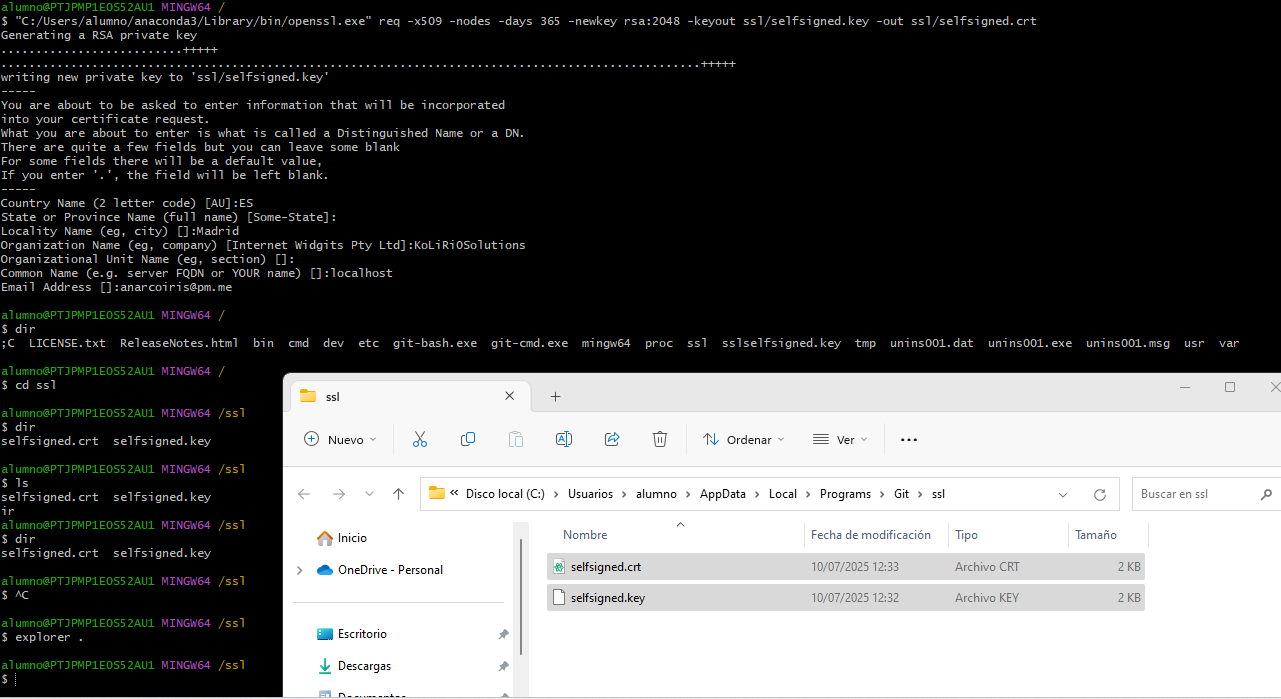 alumno@PTJPMP1EOS52AU1 MINGW64 /
$ "C:/Users/alumno/anaconda3/Library/bin/openssl.exe" req -x509 -nodes -days 365 -newkey rsa:2048 -keyout ssl/selfsigned.key -out ssl/selfsigned.crt
Generating a RSA private key
..........................+++++
....................................................................................................+++++
writing new private key to 'ssl/selfsigned.key'
-----
You are about to be asked to enter information that will be incorporated
into your certificate request.
What you are about to enter is what is called a Distinguished Name or a DN.
There are quite a few fields but you can leave some blank
For some fields there will be a default value,
If you enter '.', the field will be left blank.
-----
Country Name (2 letter code) [AU]:ES
State or Province Name (full name) [Some-State]:
Locality Name (eg, city) []:Madrid
Organization Name (eg, company) [Internet Widgits Pty Ltd]:KoLiRiOSolutions
Organizational Unit Name (eg, section) []:
Common Name (e.g. server FQDN or YOUR name) []:localhost
Email Address []:anarcoiris@pm.me
alumno@PTJPMP1EOS52AU1 MINGW64 /
$ dir
;C LICENSE.txt ReleaseNotes.html bin cmd dev etc git-bash.exe git-cmd.exe mingw64 proc ssl sslselfsigned.key tmp unins001.dat unins001.exe unins001.msg usr var
alumno@PTJPMP1EOS52AU1 MINGW64 /
$ cd ssl
alumno@PTJPMP1EOS52AU1 MINGW64 /ssl
$ dir
selfsigned.crt selfsigned.key
alumno@PTJPMP1EOS52AU1 MINGW64 /ssl
$ ls
selfsigned.crt selfsigned.key
ir
alumno@PTJPMP1EOS52AU1 MINGW64 /ssl
$ dir
selfsigned.crt selfsigned.key
alumno@PTJPMP1EOS52AU1 MINGW64 /ssl
$ ^C
alumno@PTJPMP1EOS52AU1 MINGW64 /ssl
$ explorer .
alumno@PTJPMP1EOS52AU1 MINGW64 /ssl
$
ssl
Nuevo
Ordenar
Ver
« Disco local (C:) > Usuarios > alumno > AppData > Local > Programs > Git > ssl
Buscar en ssl
Inicio
OneDrive - Personal
Escritorio
Descargas
Documentos
Nombre Fecha de modificación Tipo Tamaño
selfsigned.crt 10/07/2025 12:33 Archivo CRT 2 KB
selfsigned.key 10/07/2025 12:32 Archivo KEY 2 KB